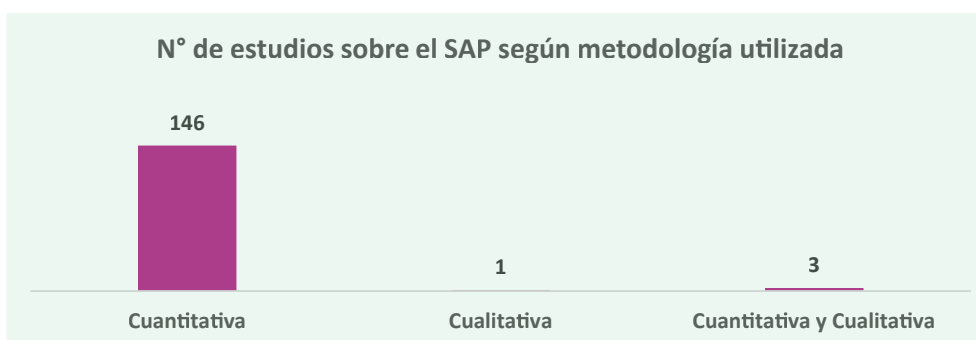 N° de estudios sobre el SAP según metodología utilizada
146
1
3
Cuantitativa
Cualitativa
Cuantitativa y Cualitativa